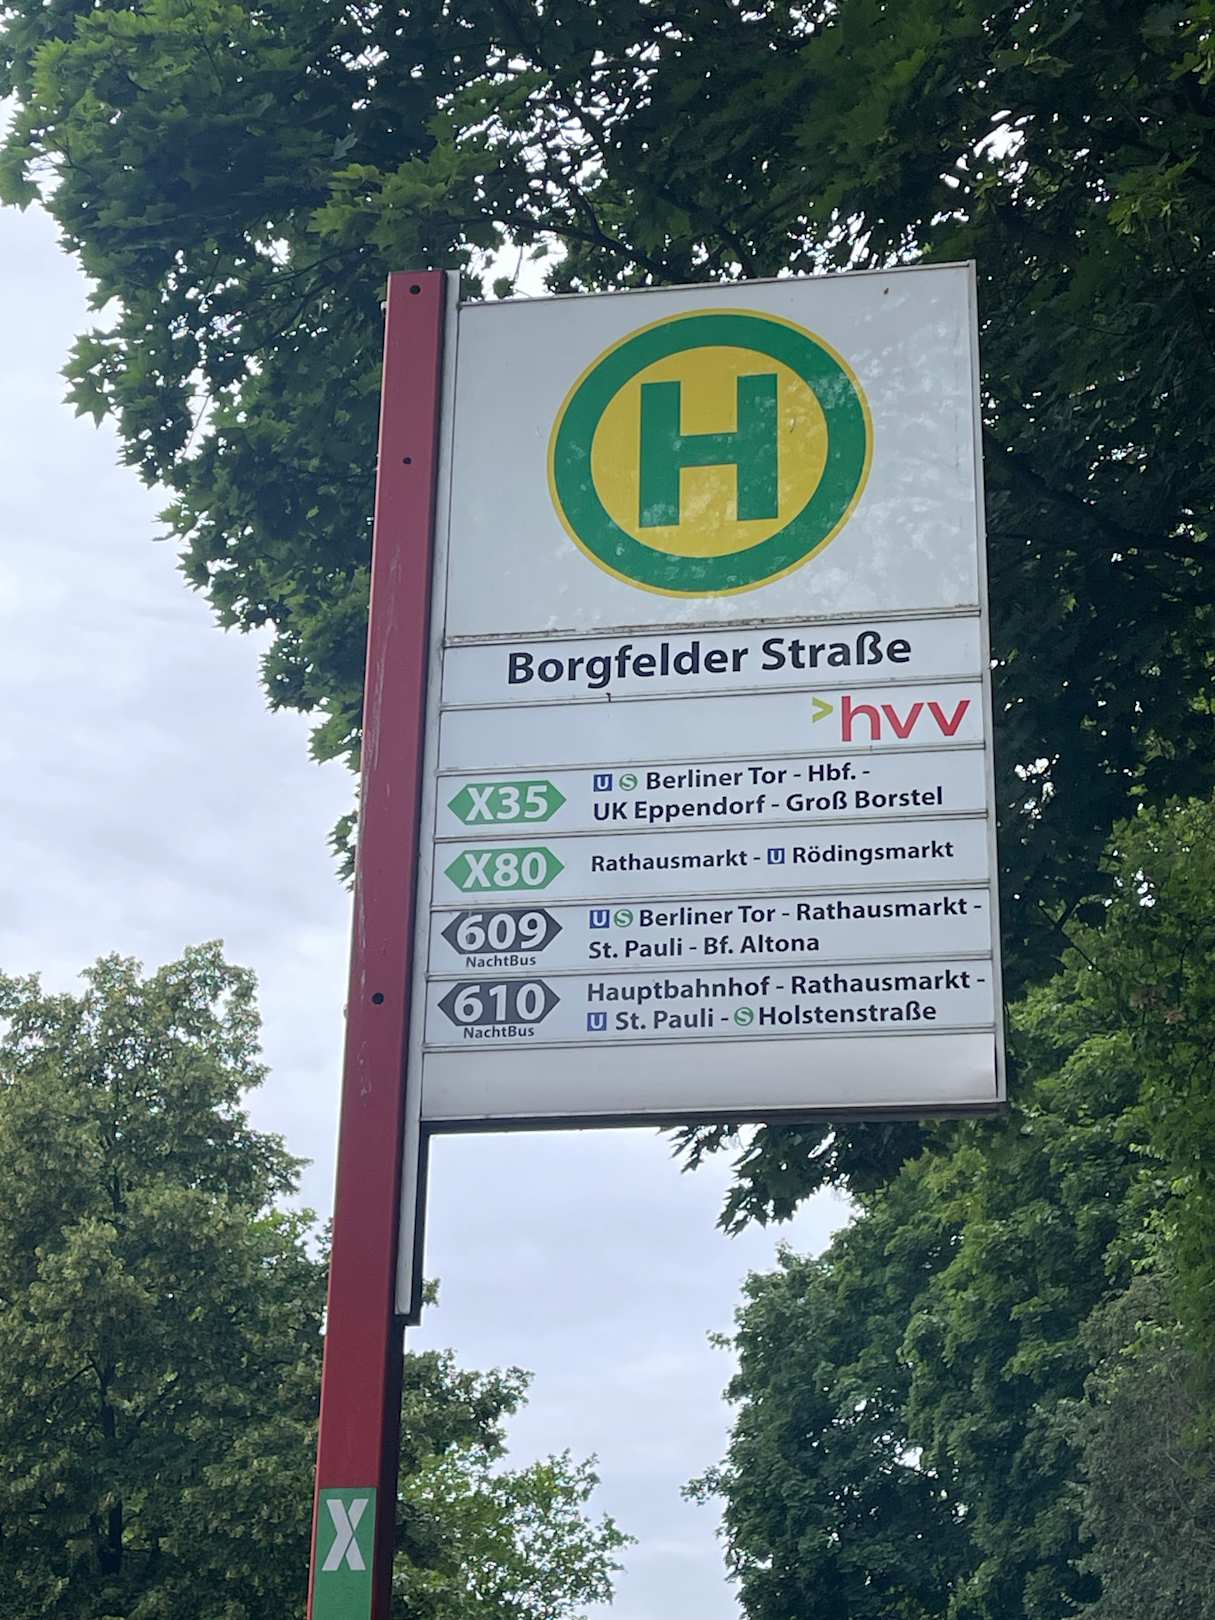 H
Borgfelder Straße
hvv
X35
U S Berliner Tor - Hbf. -
UK Eppendorf - Groß Borstel
X80
Rathausmarkt - U Rödingsmarkt
609
NachtBus
U S Berliner Tor - Rathausmarkt -
St. Pauli - Bf. Altona
610
NachtBus
Hauptbahnhof - Rathausmarkt -
U St. Pauli - S Holstenstraße
X